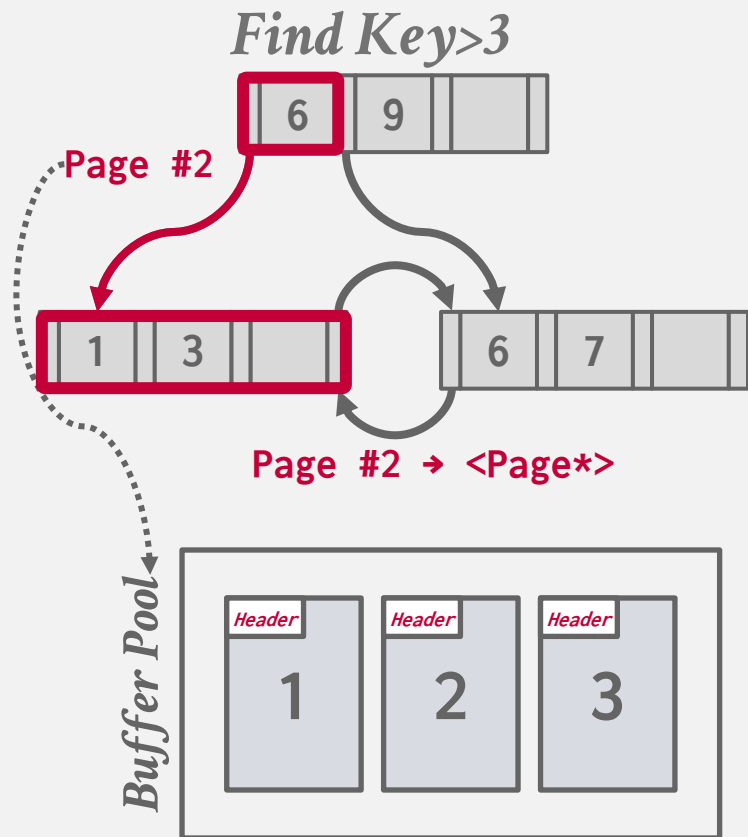 Find Key>3
6 9
Page #2
1 3
6 7
Page #2 → <Page*>
Buffer Pool
Header Header Header
1 2 3